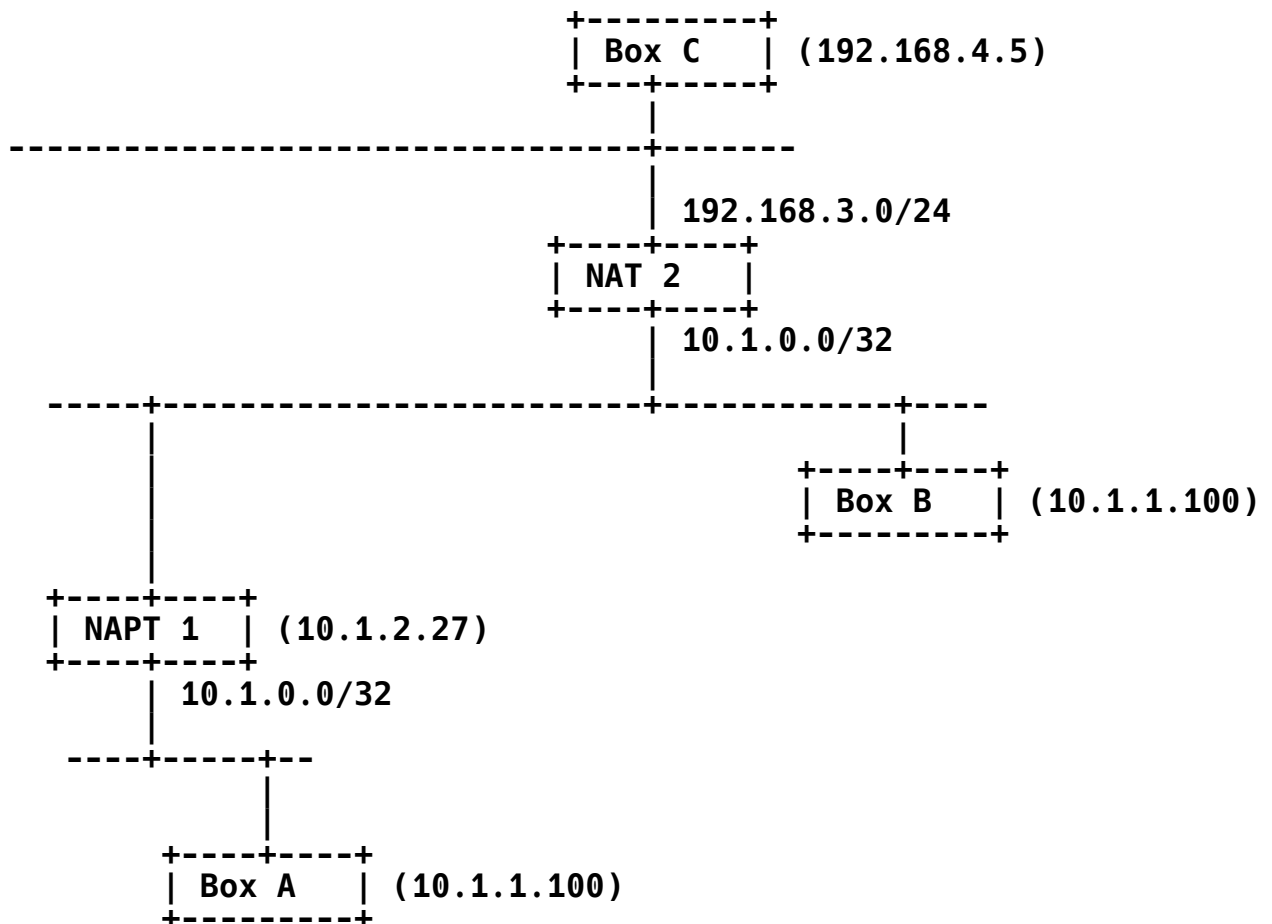 Box C (192.168.4.5)
192.168.3.0/24
NAT 2
10.1.0.0/32
Box B (10.1.1.100)
NAPT 1 (10.1.2.27)
10.1.0.0/32
Box A (10.1.1.100)